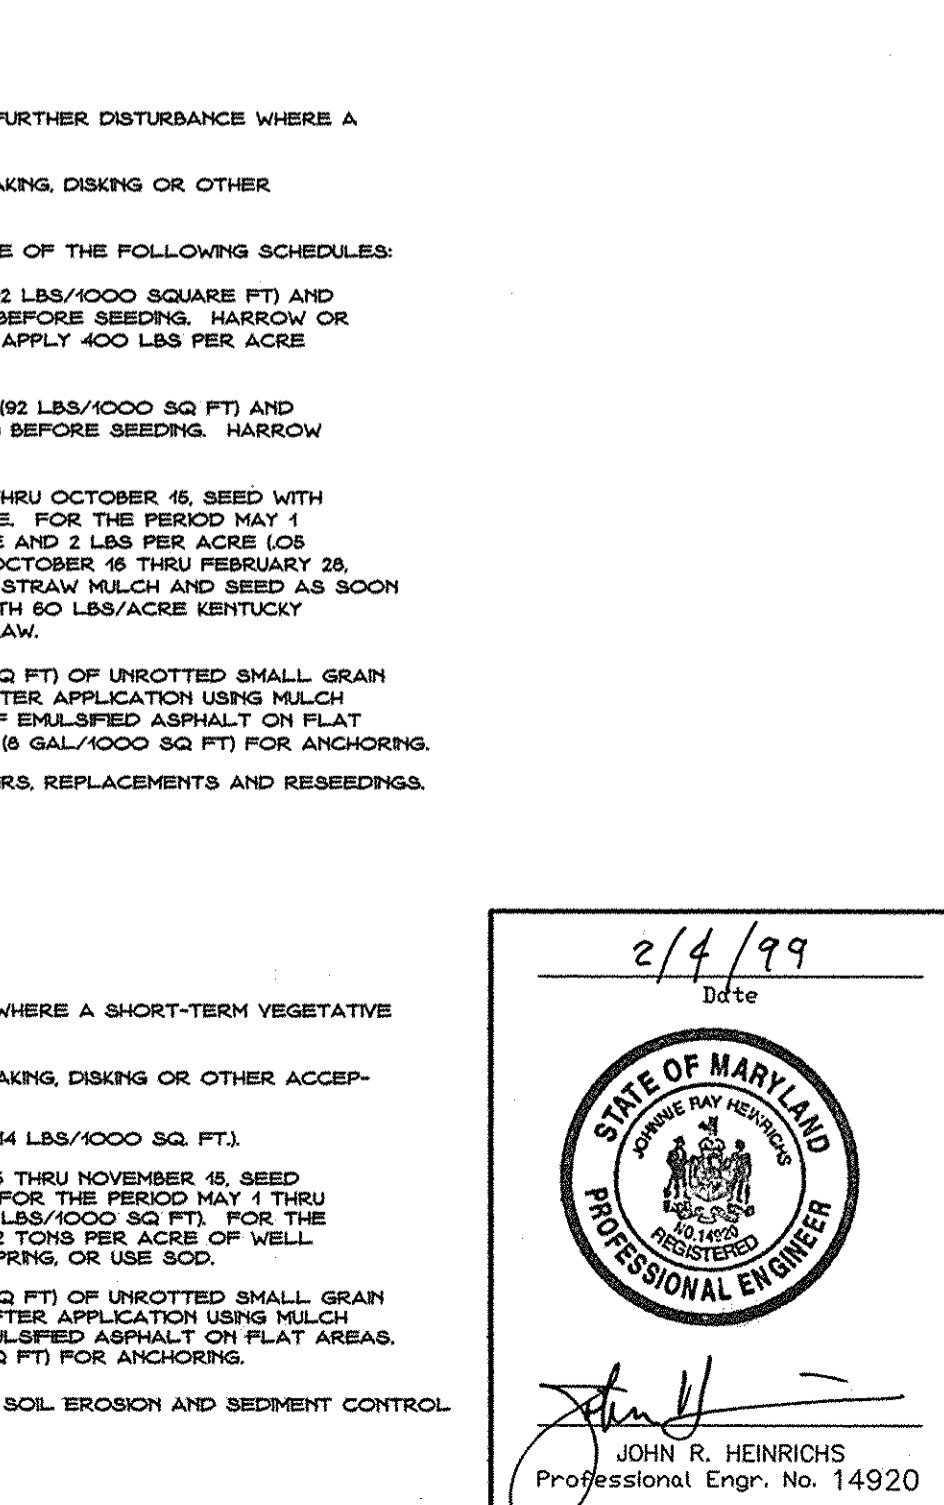 FURTHER DISTURBANCE WHERE A
AKING, DISKING OR OTHER
E OF THE FOLLOWING SCHEDULES:
2 LBS/1000 SQUARE FT) AND
BEFORE SEEDING. HARROW OR
APPLY 400 LBS PER ACRE
(92 LBS/1000 SQ FT) AND
BEFORE SEEDING. HARROW
HRU OCTOBER 15, SEED WITH
E. FOR THE PERIOD MAY 1
E AND 2 LBS PER ACRE (.05
OCTOBER 16 THRU FEBRUARY 28,
STRAW MULCH AND SEED AS SOON
TH 60 LBS/ACRE KENTUCKY
AW.
Q FT) OF UNROTTED SMALL GRAIN
TER APPLICATION USING MULCH
F EMULSIFIED ASPHALT ON FLAT
(8 GAL/1000 SQ FT) FOR ANCHORING.
RS, REPLACEMENTS AND RESEEDINGS.
WHERE A SHORT-TERM VEGETATIVE
AKING, DISKING OR OTHER ACCEP-
14 LBS/1000 SQ. FT.).
5 THRU NOVEMBER 15, SEED
FOR THE PERIOD MAY 1 THRU
LBS/1000 SQ FT). FOR THE
2 TONS PER ACRE OF WELL
PRING, OR USE SOD.
Q FT) OF UNROTTED SMALL GRAIN
FTER APPLICATION USING MULCH
ULSIFIED ASPHALT ON FLAT AREAS.
Q FT) FOR ANCHORING.
SOIL EROSION AND SEDIMENT CONTROL
2/4/99
Date
STATE OF MARYLAND
JOHNNIE RAY HEINRICHS
NO.14920
REGISTERED
PROFESSIONAL ENGINEER
John H
JOHN R. HEINRICHS
Professional Engr. No. 14920